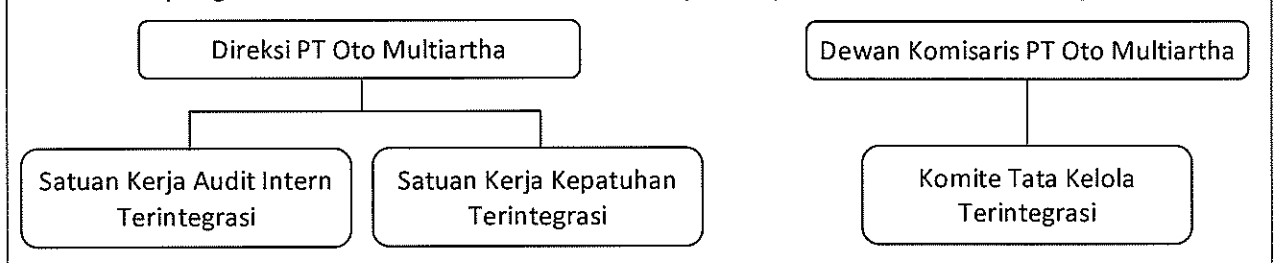 Direksi PT Oto Multiartha
Dewan Komisaris PT Oto Multiartha
Satuan Kerja Audit Intern
Terintegrasi
Satuan Kerja Kepatuhan
Terintegrasi
Komite Tata Kelola
Terintegrasi